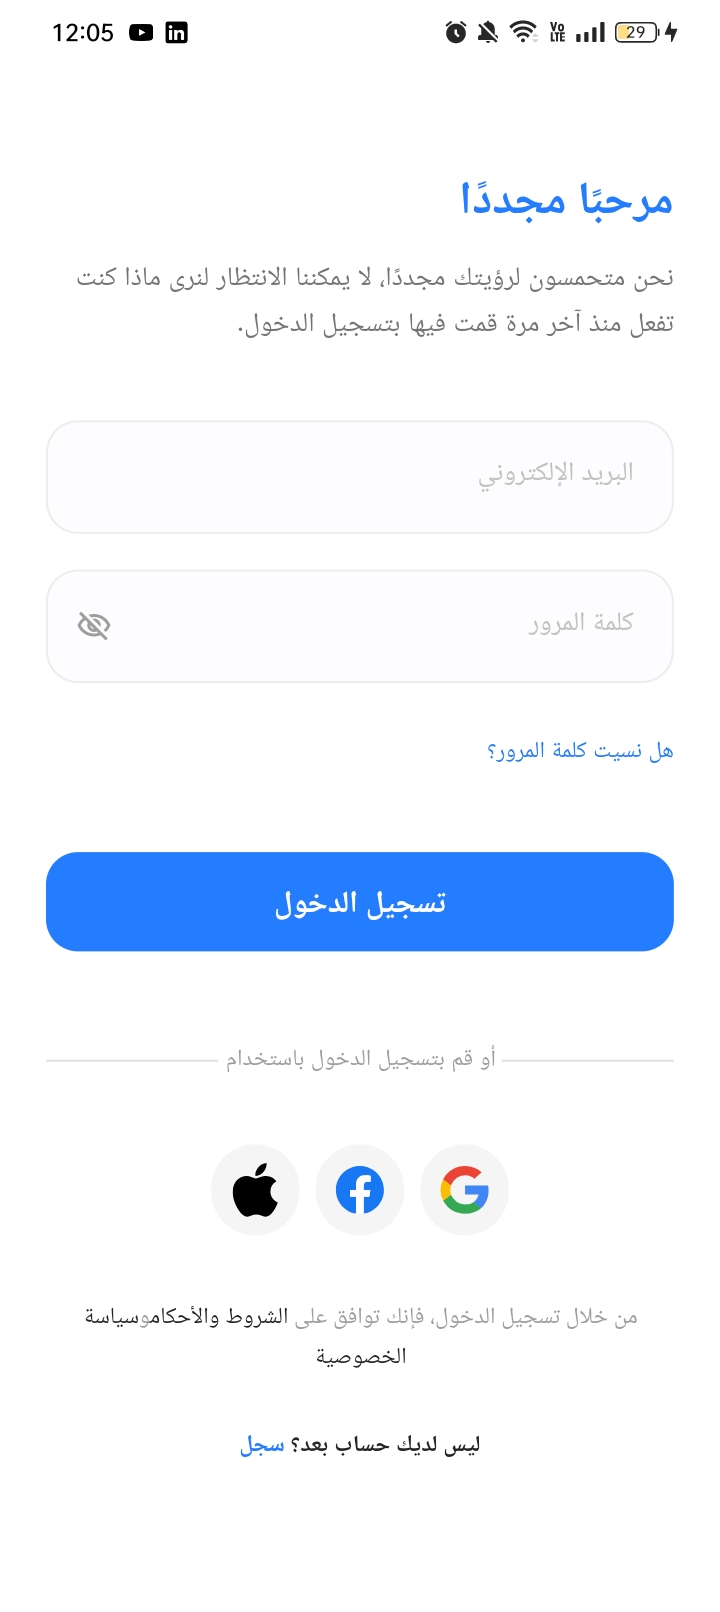 12:05
Vo LTE
29
مرحبًا مجددًا
نحن متحمسون لرؤيتك مجددًا، لا يمكننا الانتظار لنرى ماذا كنت
تفعل منذ آخر مرة قمت فيها بتسجيل الدخول.
البريد الإلكتروني
كلمة المرور
هل نسيت كلمة المرور؟
تسجيل الدخول
أو قم بتسجيل الدخول باستخدام
من خلال تسجيل الدخول، فإنك توافق على الشروط والأحكاموسياسة
الخصوصية
ليس لديك حساب بعد؟ سجل